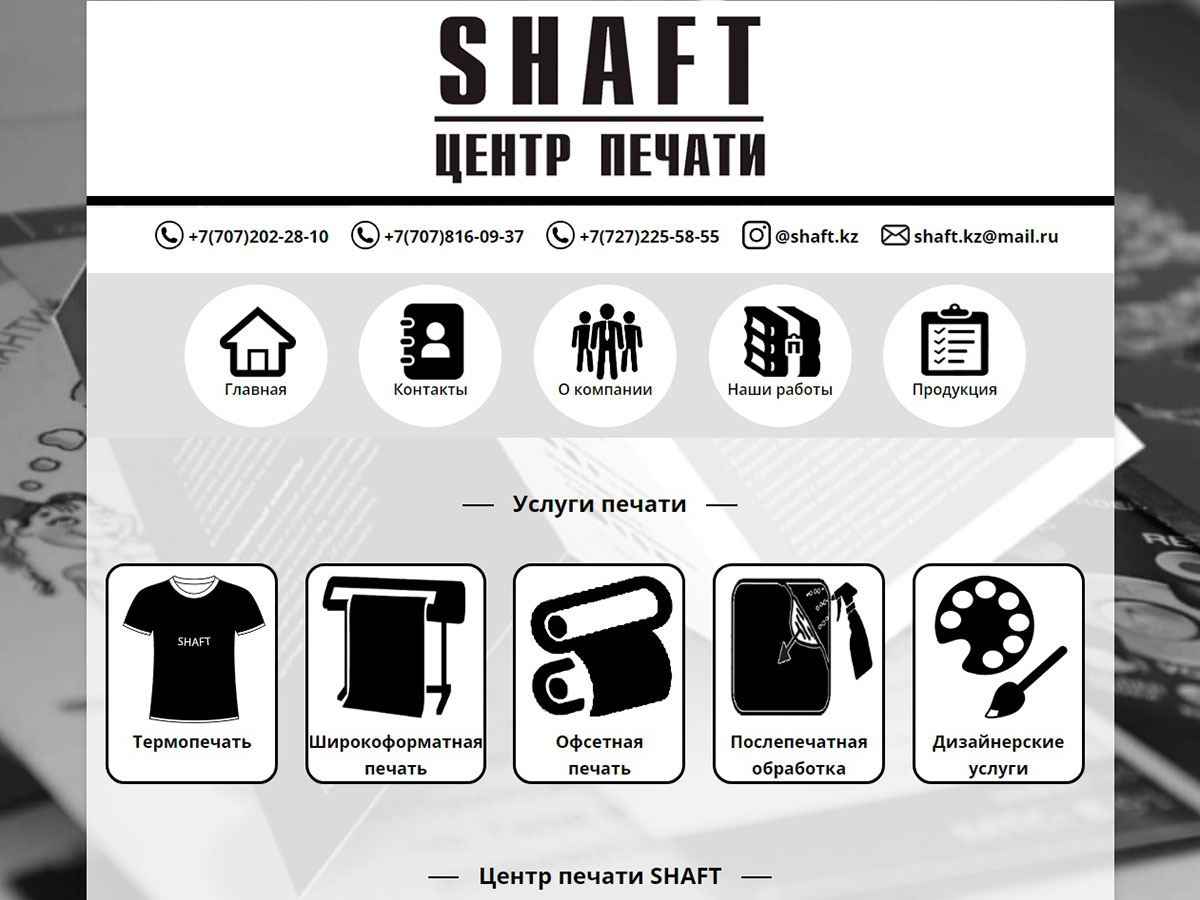 SHAFT
ЦЕНТР ПЕЧАТИ
+7(707)202-28-10 +7(707)816-09-37 +7(727)225-58-55 @shaft.kz shaft.kz@mail.ru
Главная Контакты О компании Наши работы Продукция
Услуги печати
SHAFT
Термопечать Широкоформатная печать Офсетная печать Послепечатная обработка Дизайнерские услуги
Центр печати SHAFT